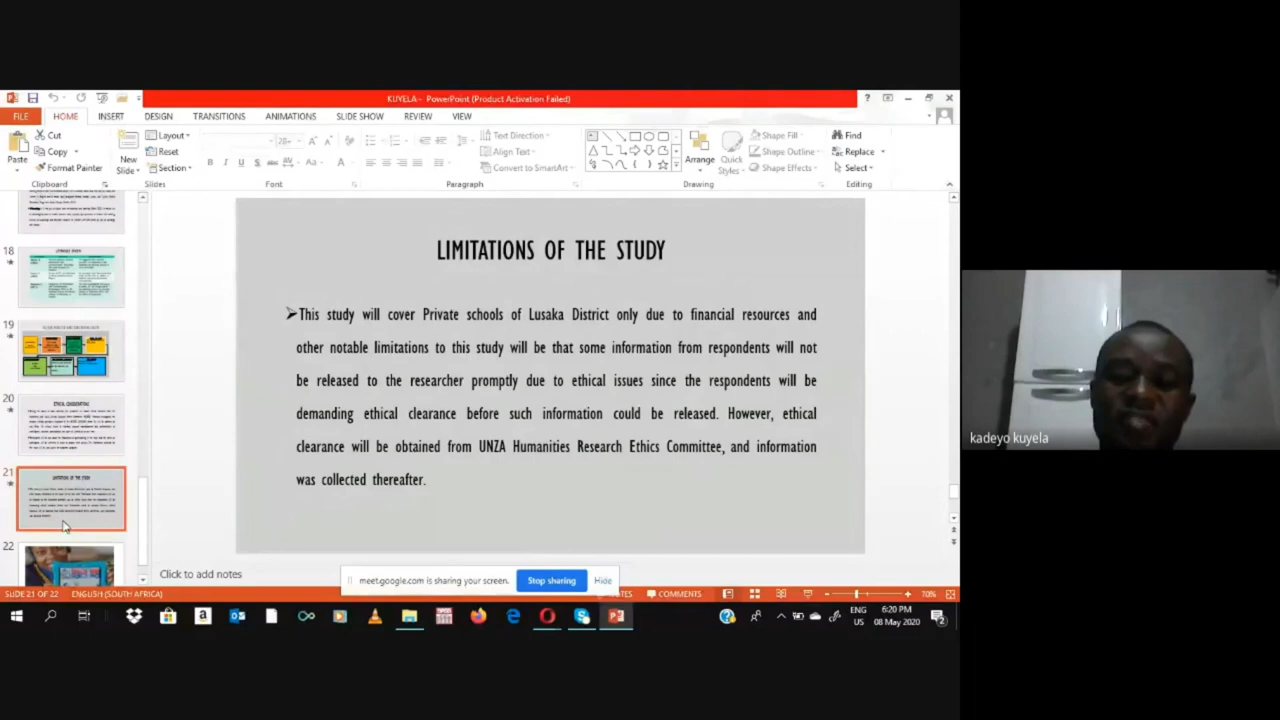 KUYELA - PowerPoint (Product Activation Failed)
FILE HOME INSERT DESIGN TRANSITIONS ANIMATIONS SLIDE SHOW REVIEW VIEW
Paste
Cut
Copy
Format Painter
Clipboard
New
Slide
Layout
Reset
Section
Slides
28
Font
Text Direction
Align Text
Convert to SmartArt
Paragraph
Arrange
Quick
Styles
Shape Fill
Shape Outline
Shape Effects
Drawing
Find
Replace
Select
Editing
18
19
20
ETHICAL CONSIDERATIONS
21
LIMITATIONS OF THE STUDY
22
LIMITATIONS OF THE STUDY
This study will cover Private schools of Lusaka District only due to financial resources and
other notable limitations to this study will be that some information from respondents will not
be released to the researcher promptly due to ethical issues since the respondents will be
demanding ethical clearance before such information could be released. However, ethical
clearance will be obtained from UNZA Humanities Research Ethics Committee, and information
was collected thereafter.
Click to add notes
meet.google.com is sharing your screen. Stop sharing Hide
SLIDE 21 OF 22 ENGLISH (SOUTH AFRICA) COMMENTS 70%
ENG
US
6:20 PM
08 May 2020
2
kadeyo kuyela